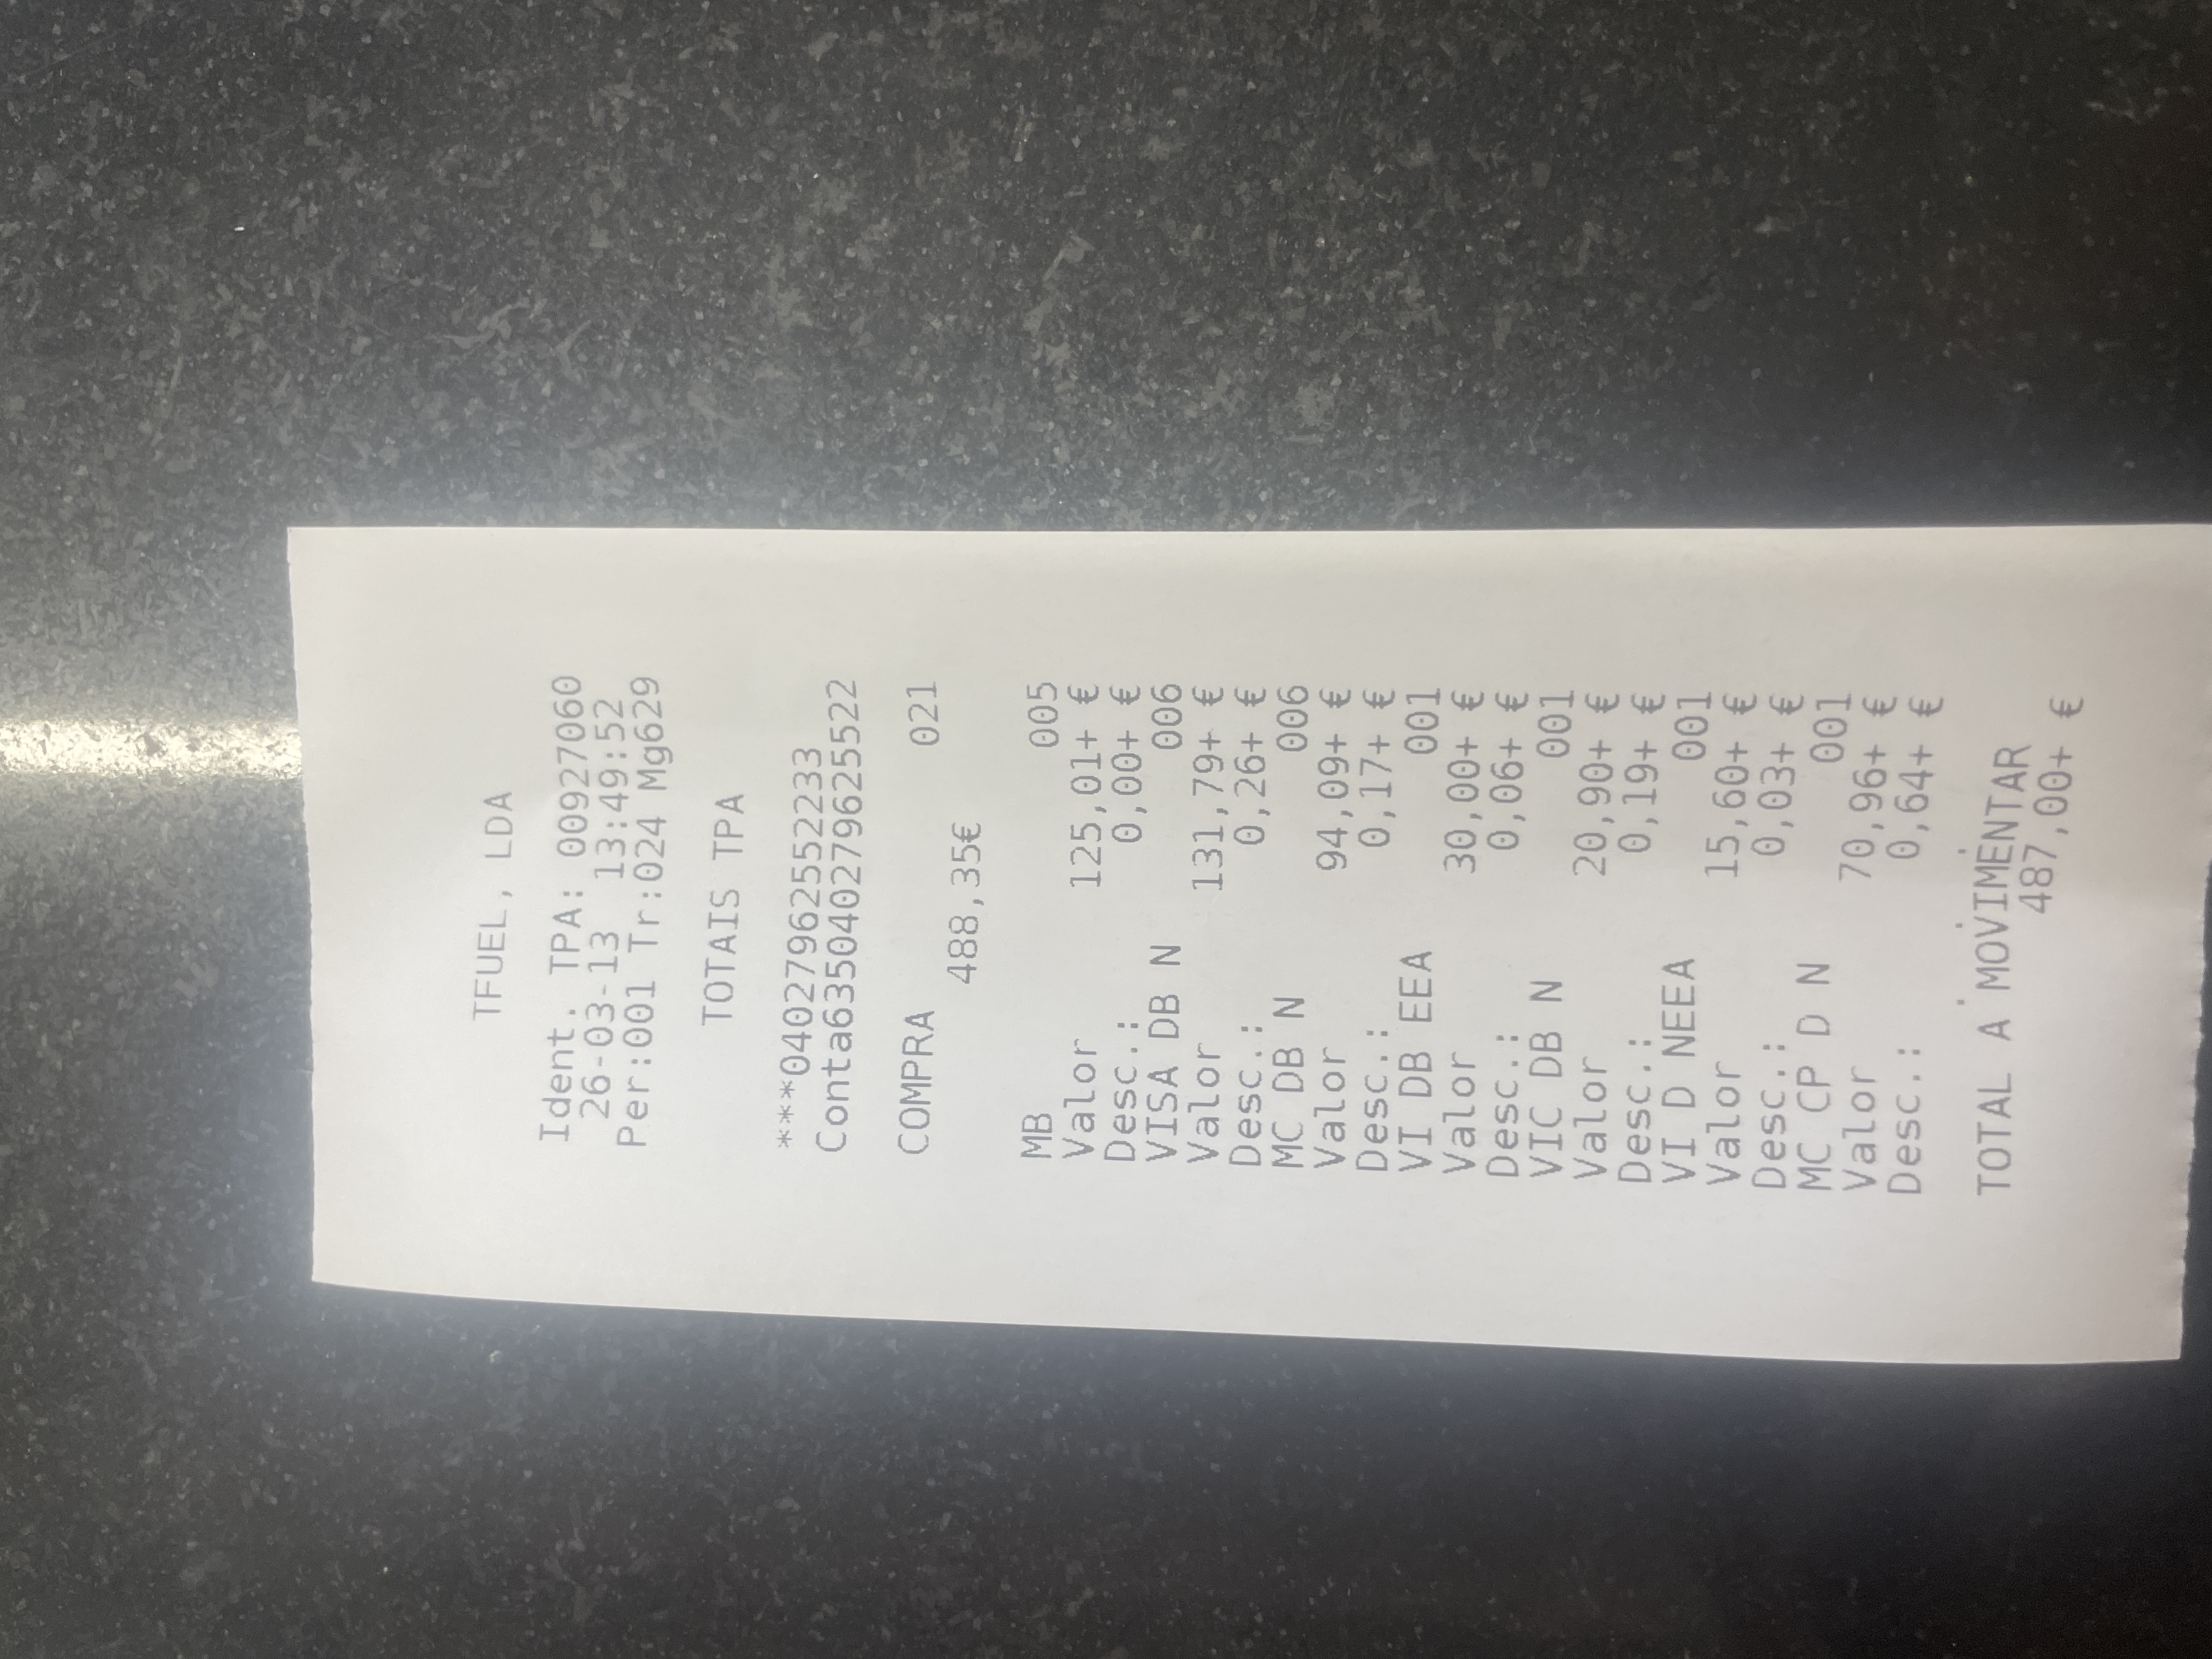 TFUEL, LDA
Ident. TPA: 0092​7060
26-03-13 13:49:52
Per:001 Tr:024 Mg629
TOTAIS TPA
***0402796255​2233
Conta63504027962552​2
COMPRA 021
488,35€
MB 005
Valor 125,01+ €
Desc.: 0,00+ €
VISA DB N 006
Valor 131,79+ €
Desc.: 0,26+ €
MC DB N 006
Valor 94,09+ €
Desc.: 0,17+ €
VI DB EEA 001
Valor 30,00+ €
Desc.: 0,06+ €
VIC DB N 001
Valor 20,90+ €
Desc.: 0,19+ €
VI D NEEA 001
Valor 15,60+ €
Desc.: 0,03+ €
MC CP D N 001
Valor 70,96+ €
Desc.: 0,64+ €
TOTAL A MOVIMENTAR
487,00+ €